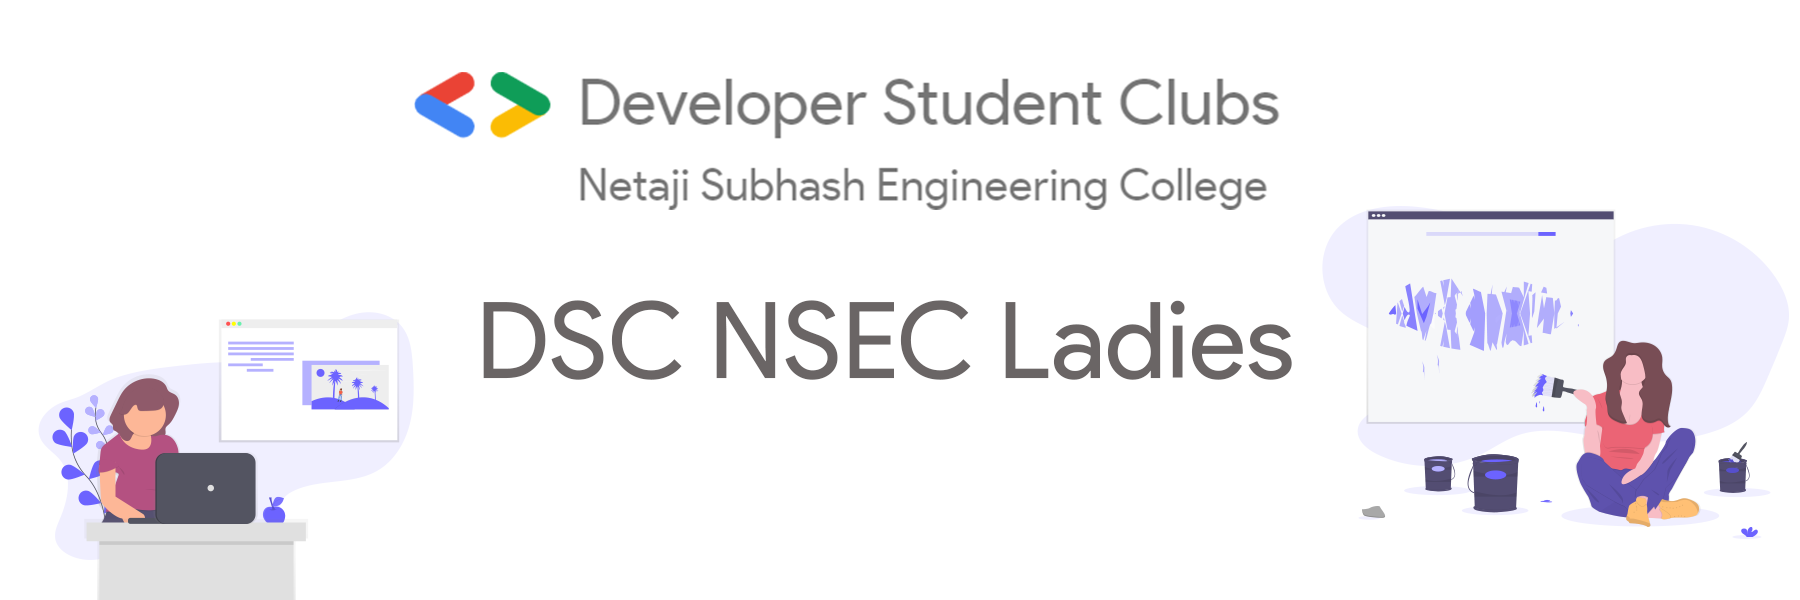 Developer Student Clubs
Netaji Subhash Engineering College
DSC NSEC Ladies